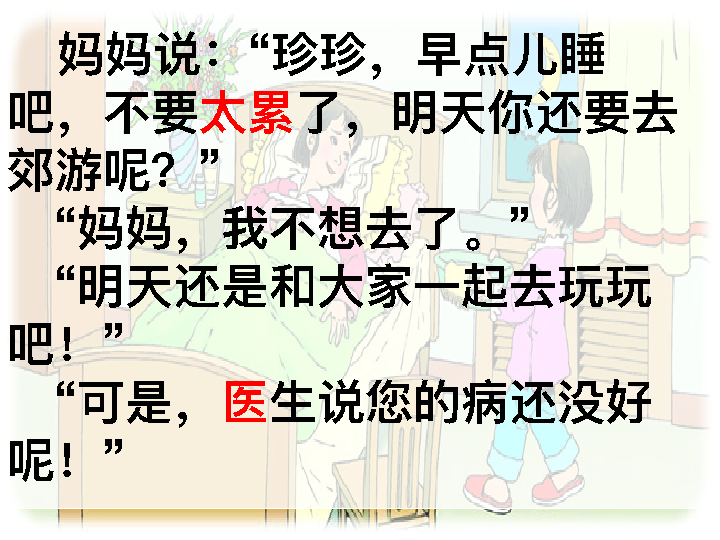 妈妈说：“珍珍，早点儿睡
吧，不要太累了，明天你还要去
郊游呢？”
“妈妈，我不想去了。”
“明天还是和大家一起去玩玩
吧！”
“可是，医生说您的病还没好
呢！”